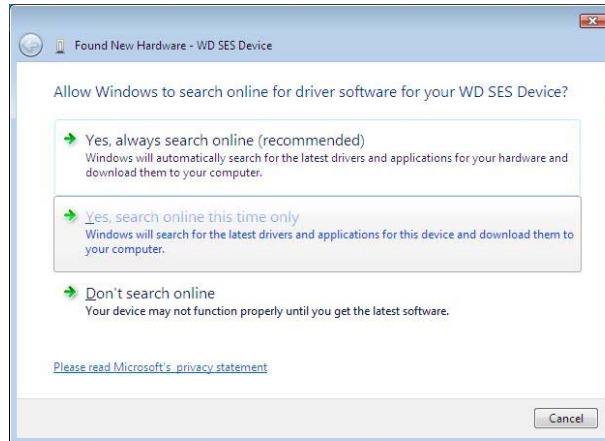 Found New Hardware - WD SES Device
Allow Windows to search online for driver software for your WD SES Device?
Yes, always search online (recommended)
Windows will automatically search for the latest drivers and applications for your hardware and
download them to your computer.
Yes, search online this time only
Windows will search for the latest drivers and applications for this device and download them to
your computer.
Don't search online
Your device may not function properly until you get the latest software.
Please read Microsoft's privacy statement
Cancel